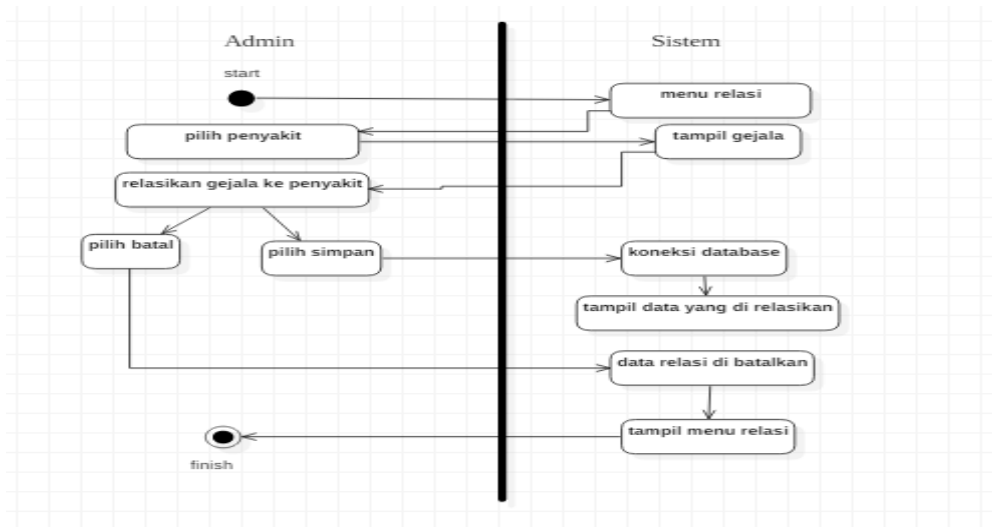 Admin
Sistem
start
menu relasi
pilih penyakit
tampil gejala
relasikan gejala ke penyakit
pilih batal
pilih simpan
koneksi database
tampil data yang di relasikan
data relasi di batalkan
tampil menu relasi
finish